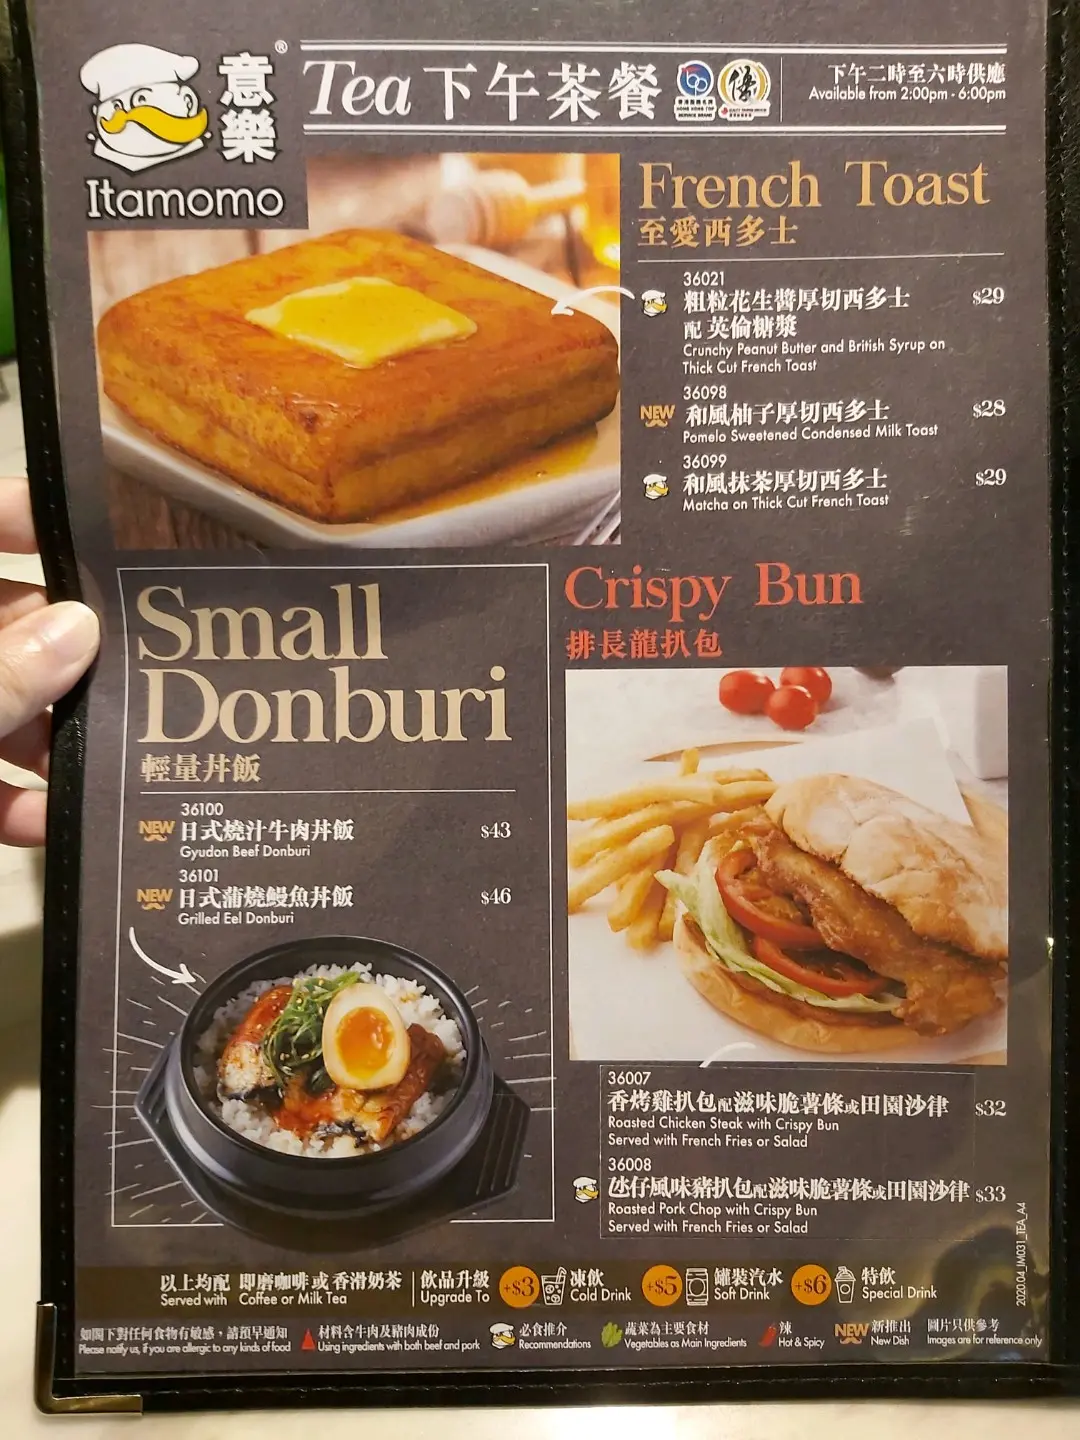 意樂®
Itamomo
Tea 下午茶餐
下午二時至六時供應
Available from 2:00pm - 6:00pm
French Toast
至愛西多士
36021
粗粒花生醬厚切西多士 $29
配 英倫糖漿
Crunchy Peanut Butter and British Syrup on
Thick Cut French Toast
36098
NEW 和風柚子厚切西多士 $28
Pomelo Sweetened Condensed Milk Toast
36099
和風抹茶厚切西多士 $29
Matcha on Thick Cut French Toast
Small
Donburi
輕量丼飯
36100
NEW 日式燒汁牛肉丼飯 $43
Gyudon Beef Donburi
36101
NEW 日式蒲燒鰻魚丼飯 $46
Grilled Eel Donburi
Crispy Bun
排長龍扒包
36007
香烤雞扒包配滋味脆薯條或田園沙律 $32
Roasted Chicken Steak with Crispy Bun
Served with French Fries or Salad
36008
氹仔風味豬扒包配滋味脆薯條或田園沙律 $33
Roasted Pork Chop with Crispy Bun
Served with French Fries or Salad
202004_IM031_TEA_A4
以上均配 即磨咖啡或香滑奶茶
Served with Coffee or Milk Tea
飲品升級
Upgrade To
+$3 凍飲
Cold Drink
+$5 罐裝汽水
Soft Drink
+$6 特飲
Special Drink
如閣下對任何食物有敏感，請預早通知
Please notify us, if you are allergic to any kinds of food
材料含牛肉及豬肉成份
Using ingredients with both beef and pork
必食推介
Recommendations
蔬菜為主要食材
Vegetables as Main Ingredients
辣
Hot & Spicy
NEW 新推出
New Dish
圖片只供參考
Images are for reference only